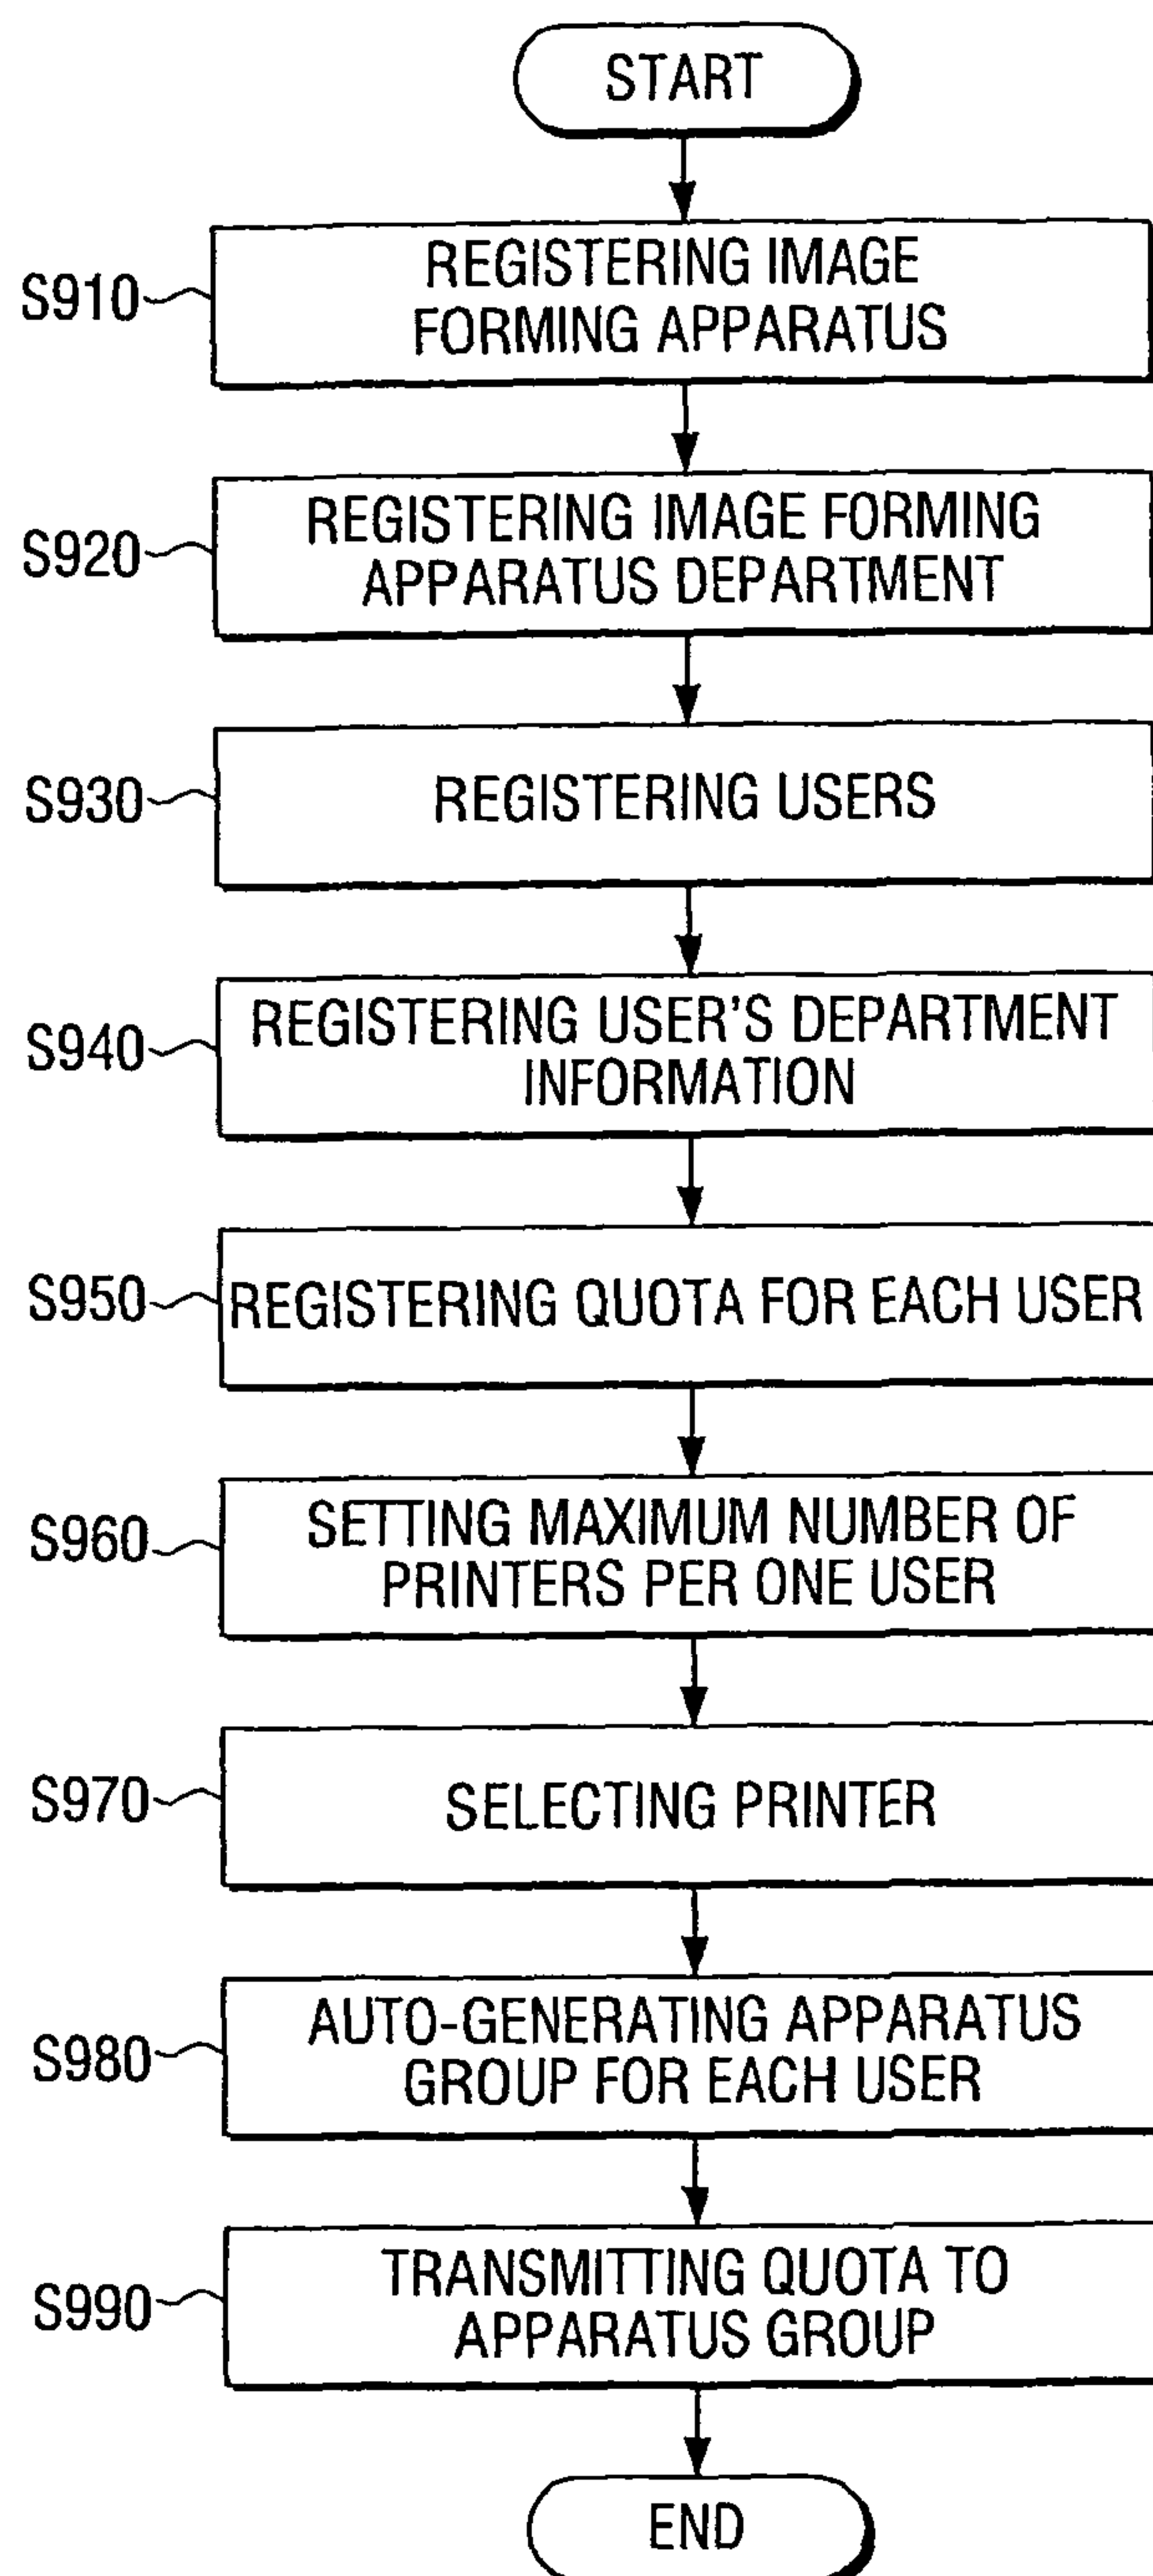 START
S910
REGISTERING IMAGE
FORMING APPARATUS
S920
REGISTERING IMAGE FORMING
APPARATUS DEPARTMENT
S930
REGISTERING USERS
S940
REGISTERING USER'S DEPARTMENT
INFORMATION
S950
REGISTERING QUOTA FOR EACH USER
S960
SETTING MAXIMUM NUMBER OF
PRINTERS PER ONE USER
S970
SELECTING PRINTER
S980
AUTO-GENERATING APPARATUS
GROUP FOR EACH USER
S990
TRANSMITTING QUOTA TO
APPARATUS GROUP
END